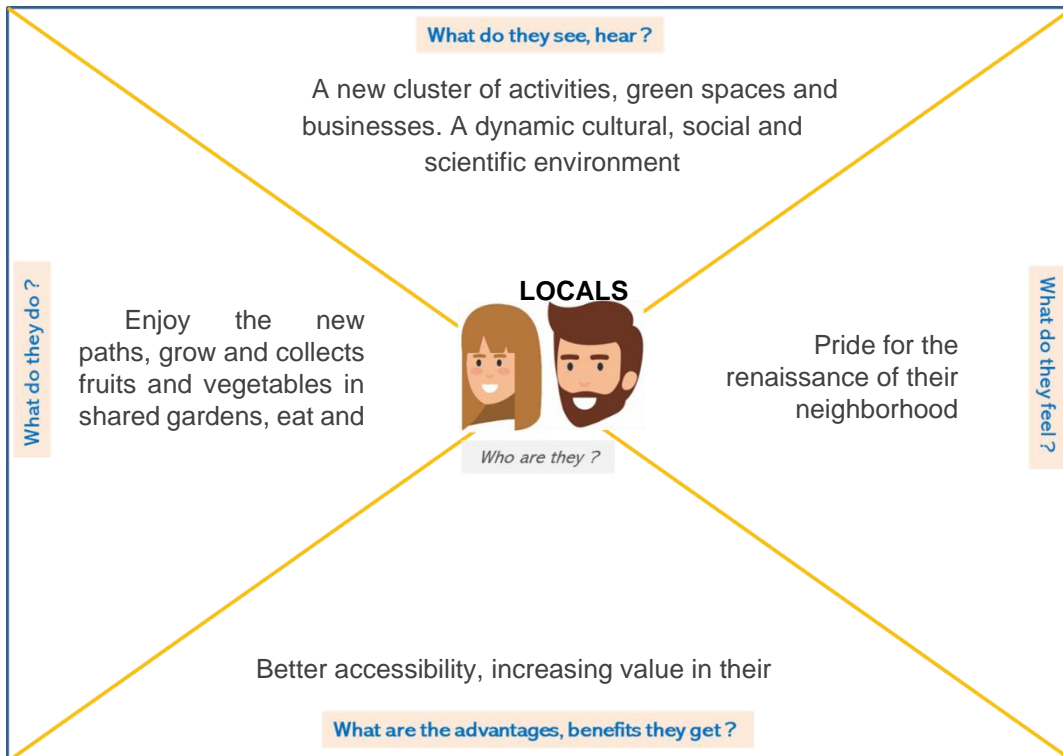 What do they see, hear ?
A new cluster of activities, green spaces and
businesses. A dynamic cultural, social and
scientific environment
What do they do ?
Enjoy the new
paths, grow and collects
fruits and vegetables in
shared gardens, eat and
LOCALS
Who are they ?
Pride for the
renaissance of their
neighborhood
What do they feel ?
Better accessibility, increasing value in their
What are the advantages, benefits they get ?